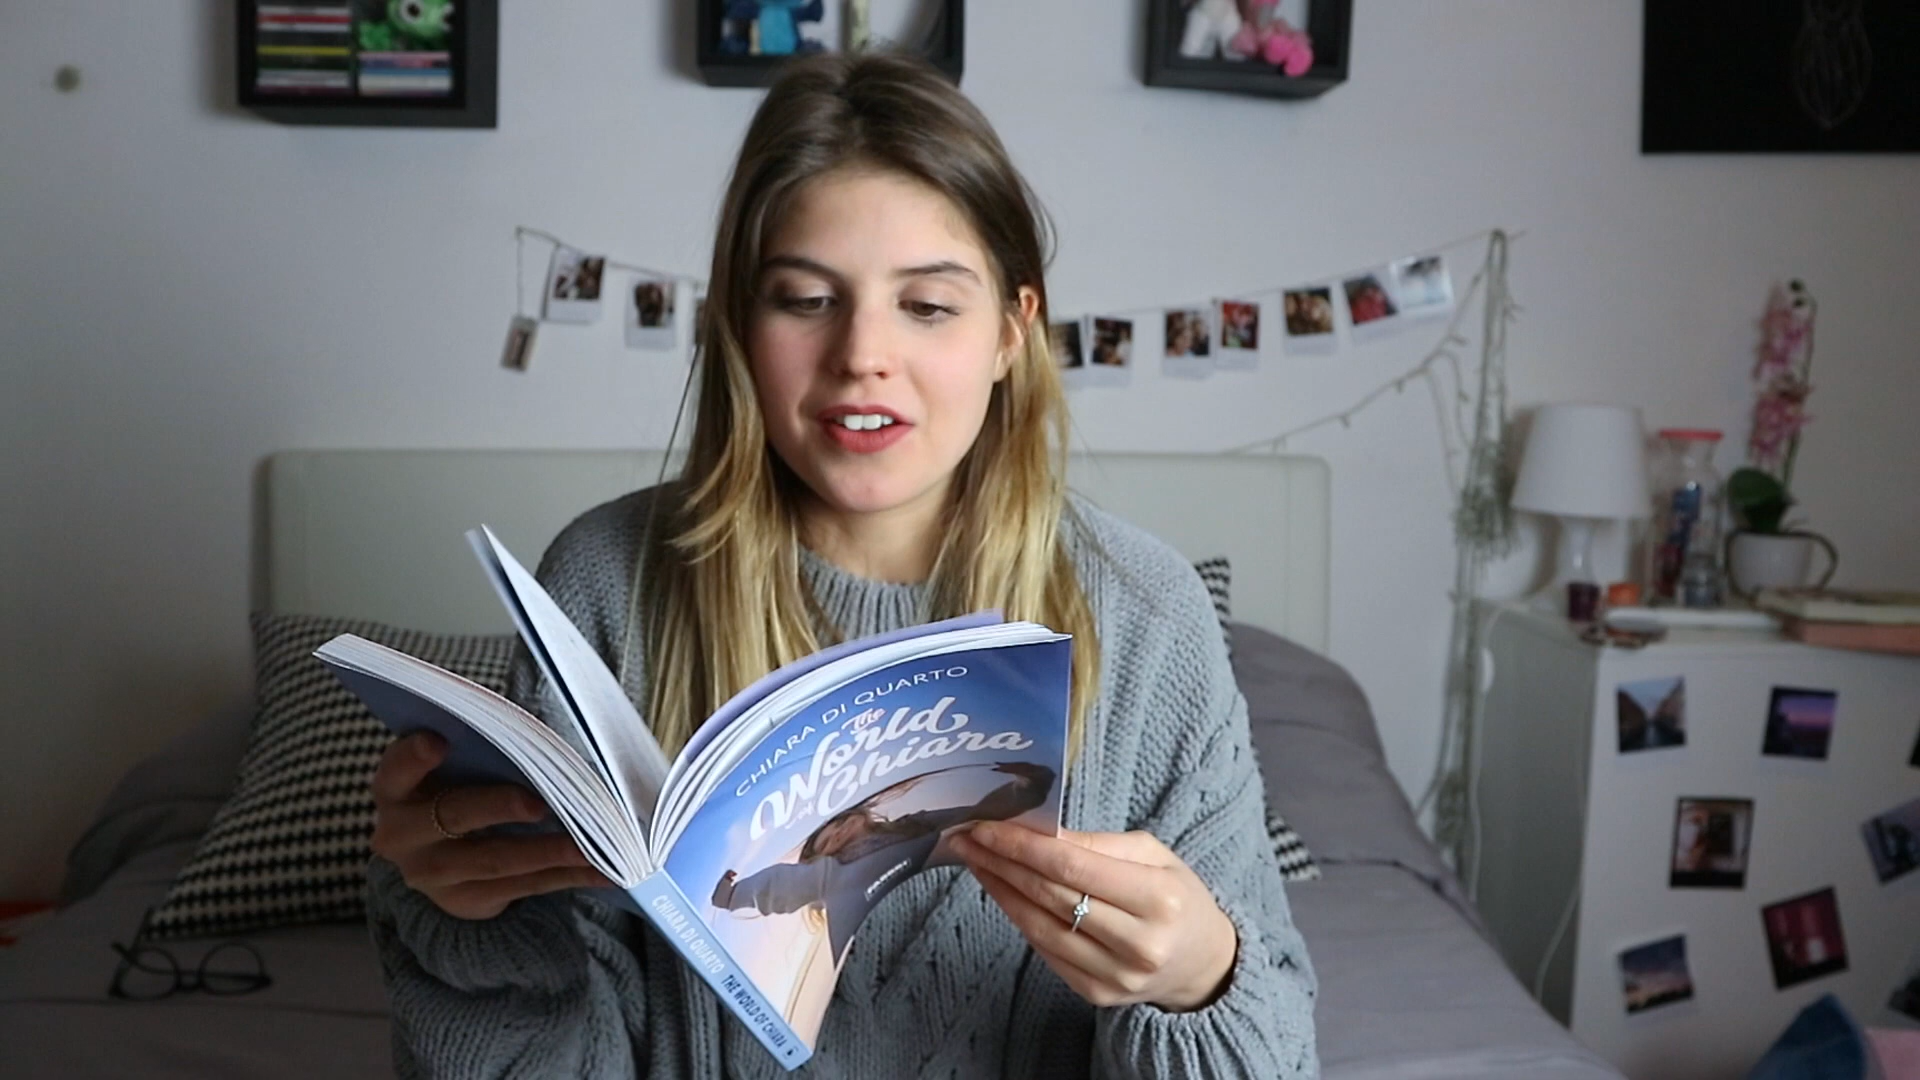 CHIARA DI QUARTO
The
World
of Chiara
FABBRI
CHIARA DI QUARTO THE WORLD OF CHIARA